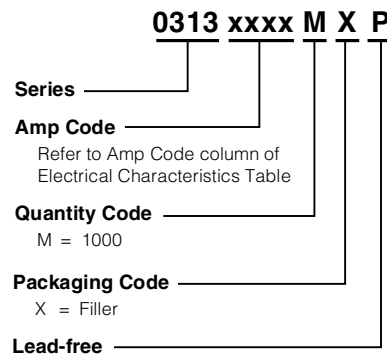 0313 xxxx M X P
Series
Amp Code
Refer to Amp Code column of
Electrical Characteristics Table
Quantity Code
M = 1000
Packaging Code
X = Filler
Lead-free